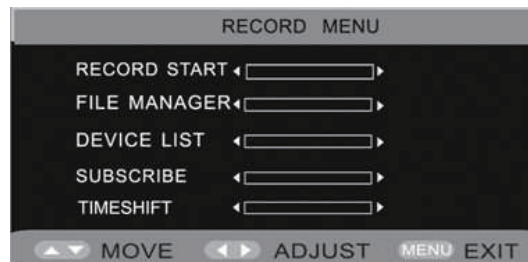 RECORD MENU
RECORD START
FILE MANAGER
DEVICE LIST
SUBSCRIBE
TIMESHIFT
MOVE ADJUST MENU EXIT